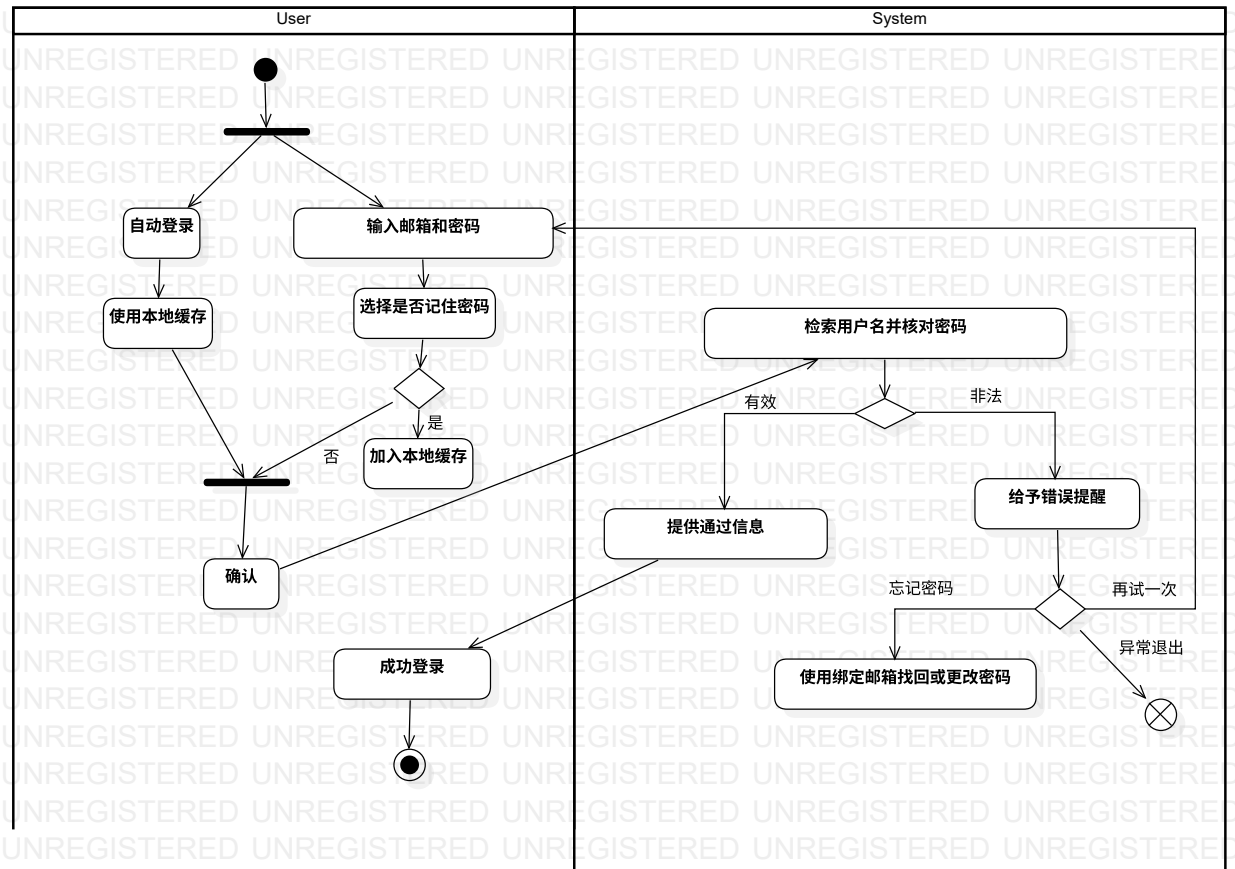 User
System
自动登录
输入邮箱和密码
使用本地缓存
选择是否记住密码
检索用户名并核对密码
是
否
加入本地缓存
有效
非法
给予错误提醒
提供通过信息
确认
忘记密码
再试一次
异常退出
成功登录
使用绑定邮箱找回或更改密码
UNREGISTERED